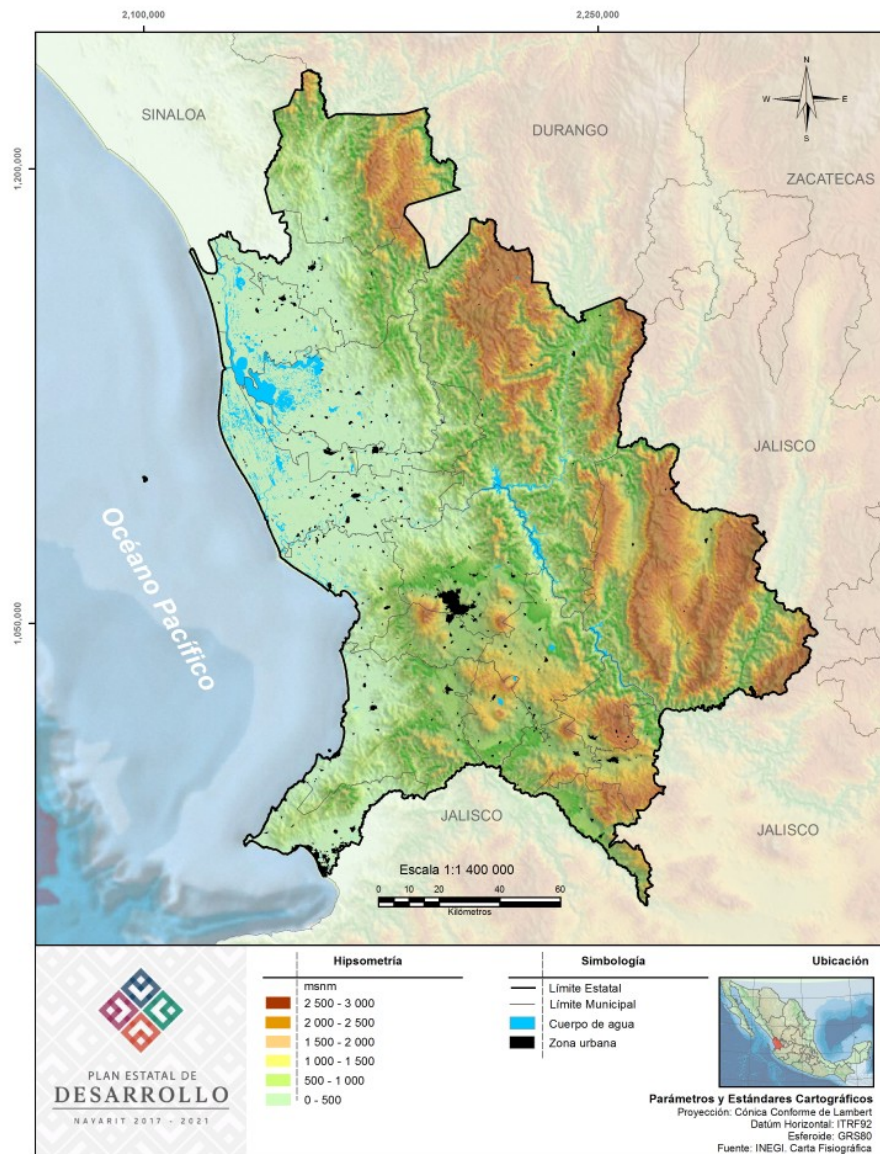 2,100,000
2,250,000
1,200,000
1,050,000
SINALOA
DURANGO
ZACATECAS
N
W
E
S
JALISCO
Océano Pacífico
JALISCO
JALISCO
Escala 1:1 400 000
0 5 10 20 40 60
Kilómetros
Hipsometría
msnm
2 500 - 3 000
2 000 - 2 500
1 500 - 2 000
1 000 - 1 500
500 - 1 000
0 - 500
Simbología
Límite Estatal
Límite Municipal
Cuerpo de agua
Zona urbana
Ubicación
PLAN ESTATAL DE
DESARROLLO
NAYARIT 2017 - 2021
Parámetros y Estándares Cartográficos
Proyección: Cónica Conforme de Lambert
Datúm Horizontal: ITRF92
Esferoide: GRS80
Fuente: INEGI. Carta Fisiográfica